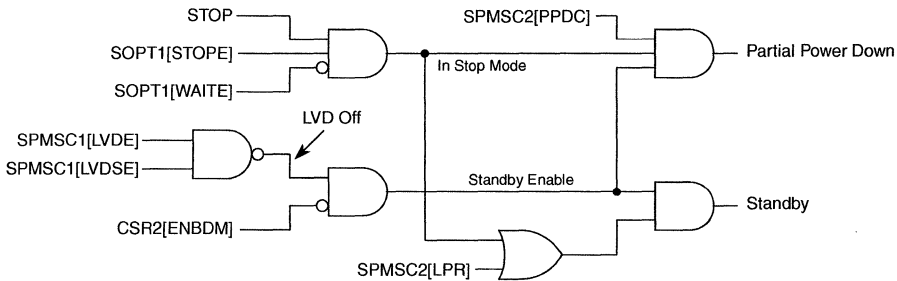 STOP
SPMSC2[PPDC]
SOPT1[STOPE]
Partial Power Down
In Stop Mode
SOPT1[WAITE]
LVD Off
SPMSC1[LVDE]
SPMSC1[LVDSE]
Standby Enable
Standby
CSR2[ENBDM]
SPMSC2[LPR]